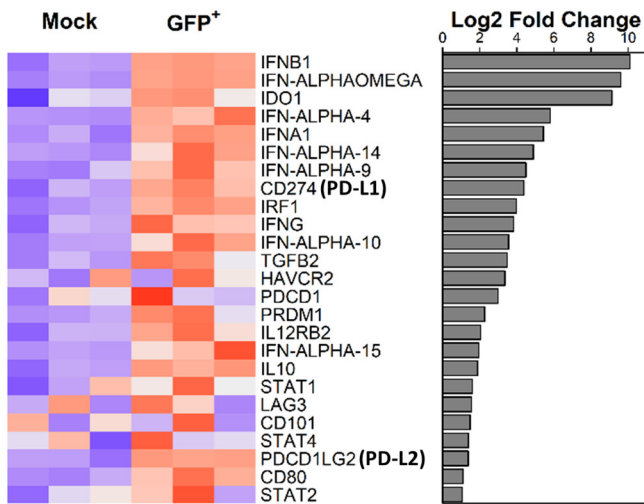 Mock GFP+ Log2 Fold Change
0 2 4 6 8 10
IFNB1
IFN-ALPHAOMEGA
IDO1
IFN-ALPHA-4
IFNA1
IFN-ALPHA-14
IFN-ALPHA-9
CD274 (PD-L1)
IRF1
IFNG
IFN-ALPHA-10
TGFB2
HAVCR2
PDCD1
PRDM1
IL12RB2
IFN-ALPHA-15
IL10
STAT1
LAG3
CD101
STAT4
PDCD1LG2 (PD-L2)
CD80
STAT2